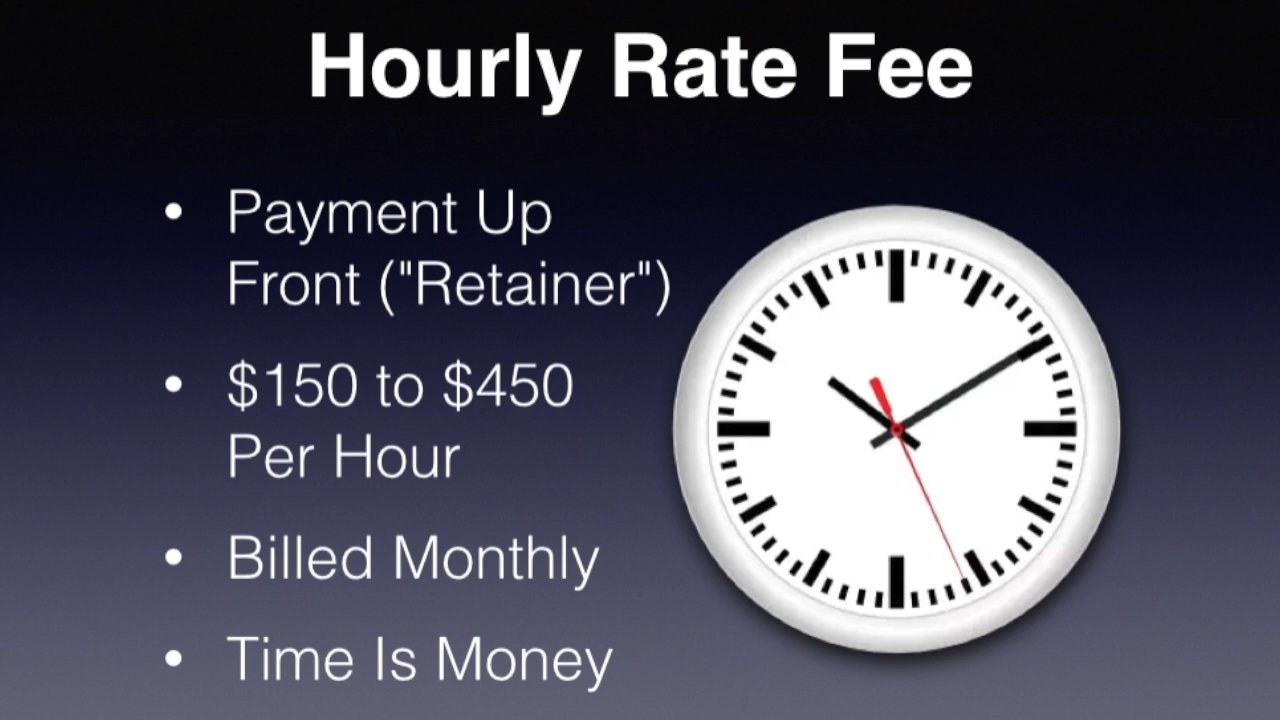 Hourly Rate Fee
• Payment Up
Front ("Retainer")
• $150 to $450
Per Hour
• Billed Monthly
• Time Is Money